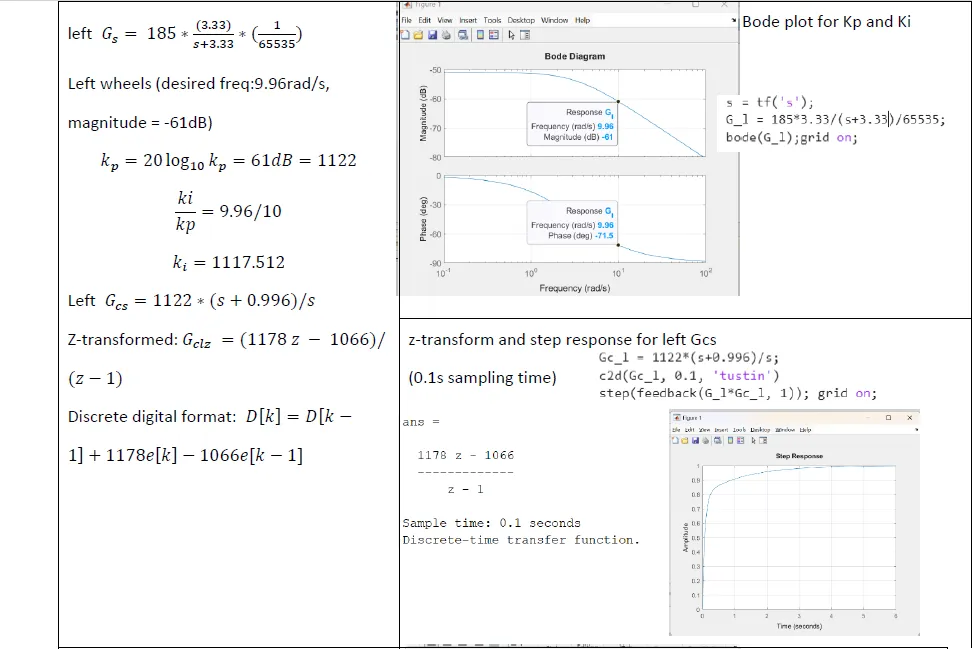 left G_s = 185 * (3.33)/(s+3.33) * (1/65535)
Left wheels (desired freq:9.96rad/s,
magnitude = -61dB)
k_p = 20 log_10 k_p = 61dB = 1122
ki/kp = 9.96/10
k_i = 1117.512
Left G_cs = 1122 * (s + 0.996)/s
Z-transformed: G_clz = (1178 z − 1066)/
(z − 1)
Discrete digital format: D[k] = D[k −
1] + 1178e[k] − 1066e[k − 1]
Figure 1
File Edit View Insert Tools Desktop Window Help
Bode Diagram
Magnitude (dB)
-50
-60
-70
-80
Response G_l
Frequency (rad/s) 9.96
Magnitude (dB) -61
Phase (deg)
0
-30
-60
-90
Response G_l
Frequency (rad/s) 9.96
Phase (deg) -71.5
10^-1 10^0 10^1 10^2
Frequency (rad/s)
Bode plot for Kp and Ki
s = tf('s');
G_l = 185*3.33/(s+3.33)/65535;
bode(G_l);grid on;
z-transform and step response for left Gcs
(0.1s sampling time)
Gc_l = 1122*(s+0.996)/s;
c2d(Gc_l, 0.1, 'tustin')
step(feedback(G_l*Gc_l, 1)); grid on;
ans =
1178 z - 1066
-------------
z - 1
Sample time: 0.1 seconds
Discrete-time transfer function.
Figure 1
File Edit View Insert Tools Desktop Window Help
Step Response
Amplitude
1
0.9
0.8
0.7
0.6
0.5
0.4
0.3
0.2
0.1
0
0 1 2 3 4 5 6
Time (seconds)